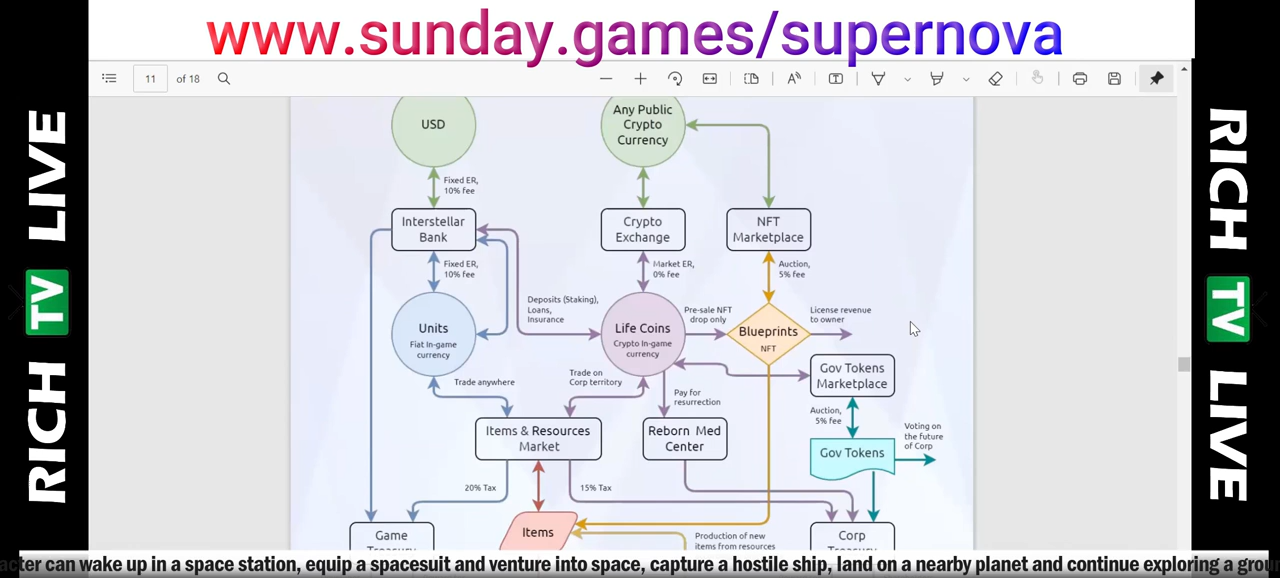 www.sunday.games/supernova
11 of 18
RICH TV LIVE
RICH TV LIVE
USD
Any Public
Crypto
Currency
Fixed ER,
10% fee
Interstellar
Bank
Crypto
Exchange
NFT
Marketplace
Fixed ER,
10% fee
Market ER,
0% fee
Auction,
5% fee
Deposits (Staking),
Loans,
Insurance
Units
Fiat In-game
currency
Life Coins
Crypto In-game
currency
Pre-sale NFT
drop only
Blueprints
NFT
License revenue
to owner
Gov Tokens
Marketplace
Trade anywhere
Trade on
Corp territory
Pay for
resurrection
Auction,
5% fee
Items & Resources
Market
Reborn Med
Center
Gov Tokens
Voting on
the future
of Corp
20% Tax
15% Tax
Game
Treasury
Items
Production of new
items from resources
Corp
Treasury
acter can wake up in a space station, equip a spacesuit and venture into space, capture a hostile ship, land on a nearby planet and continue exploring a grou